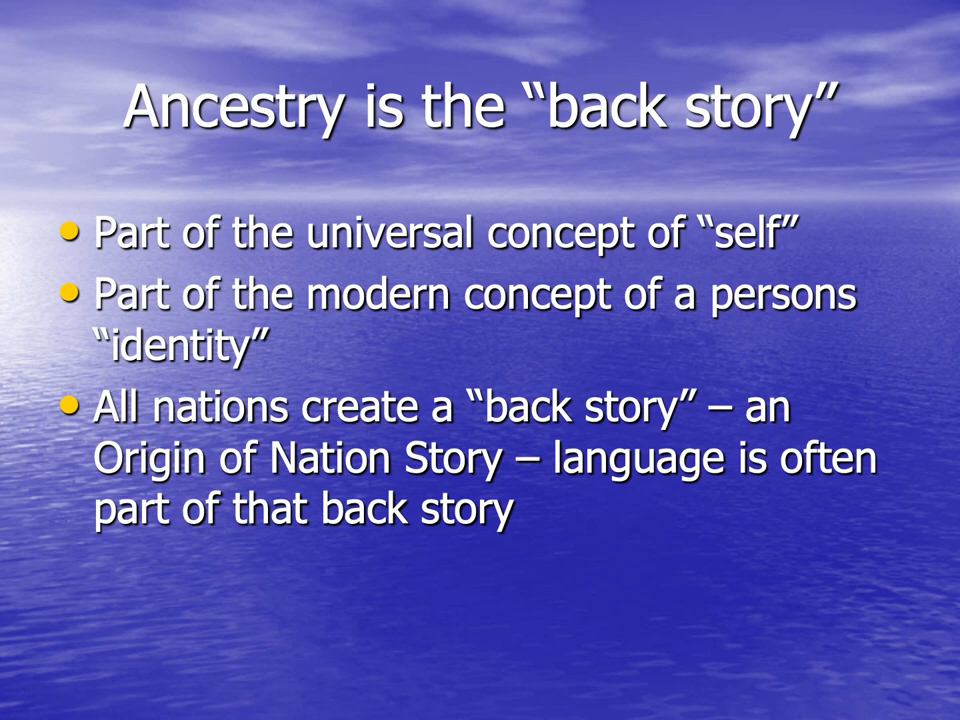 Ancestry is the “back story”
• Part of the universal concept of “self”
• Part of the modern concept of a persons
“identity”
• All nations create a “back story” – an
Origin of Nation Story – language is often
part of that back story